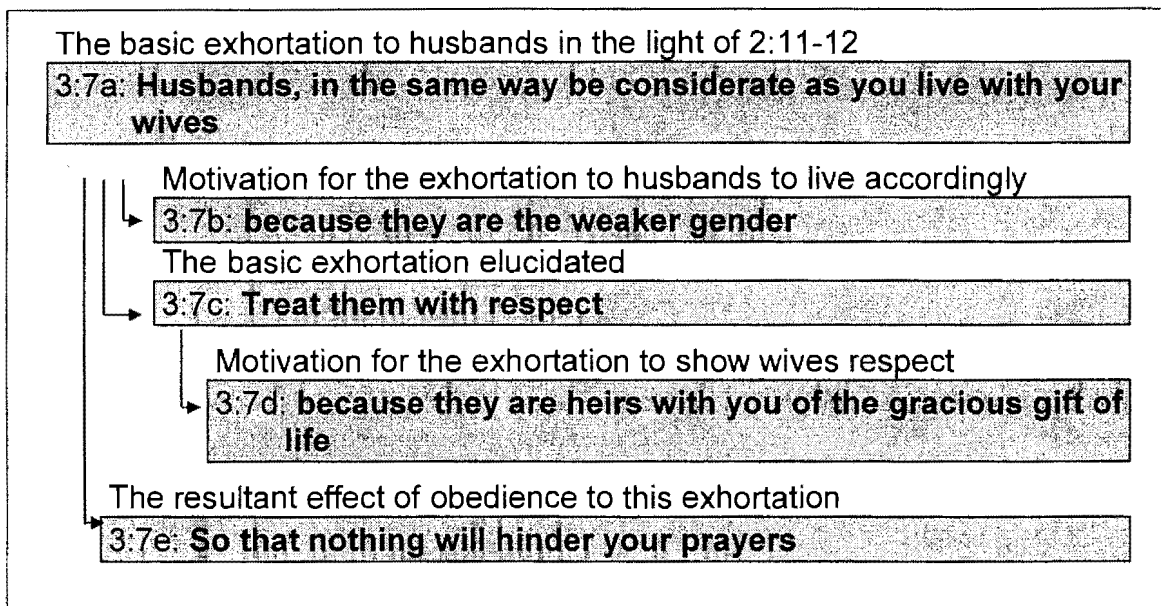 The basic exhortation to husbands in the light of 2:11-12
3:7a: Husbands, in the same way be considerate as you live with your
wives
Motivation for the exhortation to husbands to live accordingly
3:7b: because they are the weaker gender
The basic exhortation elucidated
3:7c: Treat them with respect
Motivation for the exhortation to show wives respect
3:7d: because they are heirs with you of the gracious gift of
life
The resultant effect of obedience to this exhortation
3:7e: So that nothing will hinder your prayers